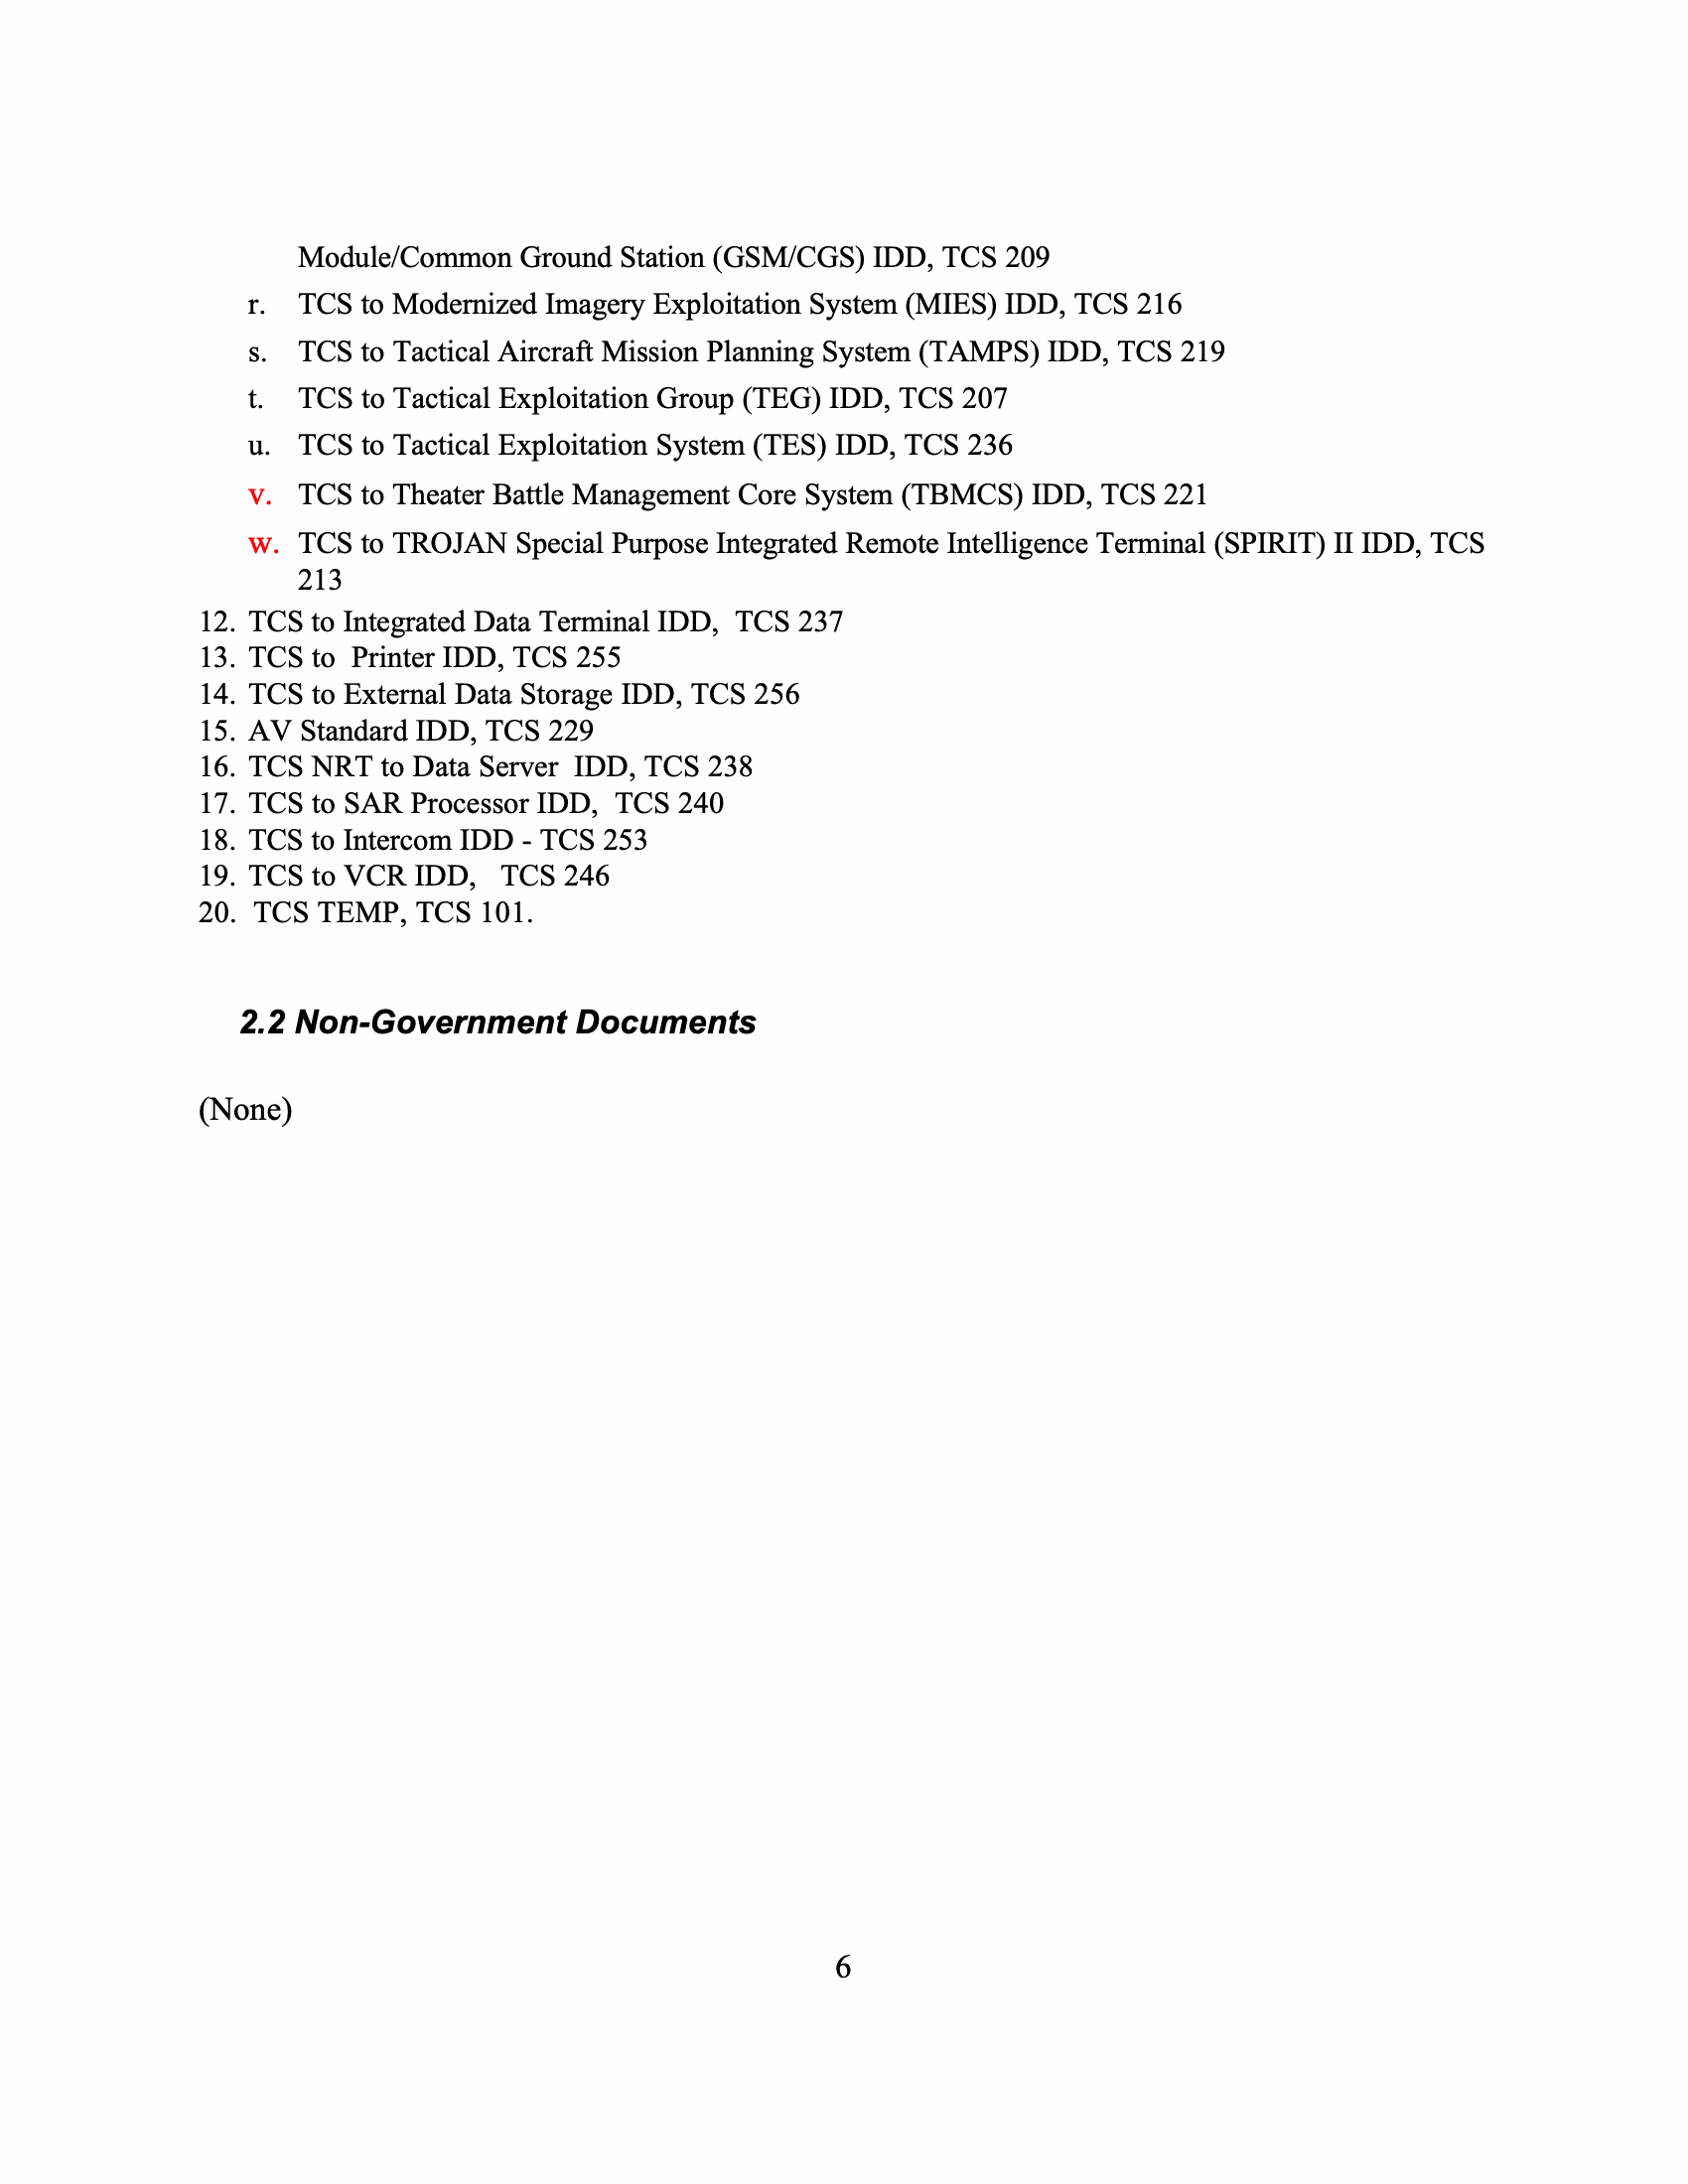 Module/Common Ground Station (GSM/CGS) IDD, TCS 209
r. TCS to Modernized Imagery Exploitation System (MIES) IDD, TCS 216
s. TCS to Tactical Aircraft Mission Planning System (TAMPS) IDD, TCS 219
t. TCS to Tactical Exploitation Group (TEG) IDD, TCS 207
u. TCS to Tactical Exploitation System (TES) IDD, TCS 236
v. TCS to Theater Battle Management Core System (TBMCS) IDD, TCS 221
w. TCS to TROJAN Special Purpose Integrated Remote Intelligence Terminal (SPIRIT) II IDD, TCS
213
12. TCS to Integrated Data Terminal IDD,  TCS 237
13. TCS to  Printer IDD, TCS 255
14. TCS to External Data Storage IDD, TCS 256
15. AV Standard IDD, TCS 229
16. TCS NRT to Data Server  IDD, TCS 238
17. TCS to SAR Processor IDD,  TCS 240
18. TCS to Intercom IDD - TCS 253
19. TCS to VCR IDD,   TCS 246
20.  TCS TEMP, TCS 101.
2.2 Non-Government Documents
(None)
6